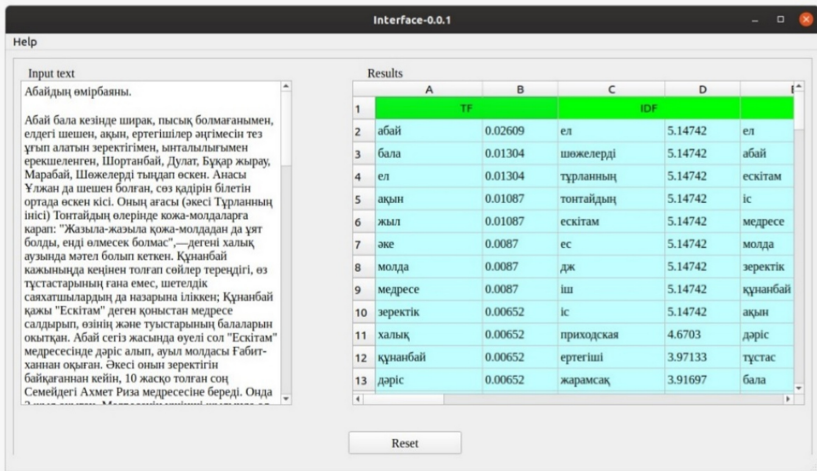 Interface-0.0.1
Help
Input text
Абайдың өмірбаяны.
Абай бала кезінде ширак, пысық болмағанымен,
елдегі шешен, ақын, ертегішілер әңгімесін тез
ұғып алатын зеректігімен, ынталылығымен
ерекшеленген, Шортанбай, Дулат, Бұқар жырау,
Марабай, Шөжелерді тыңдап өскен. Анасы
Ұлжан да шешен болған, сөз қадірін білетін
ортада өскен кісі. Оның ағасы (әкесі Тұрланның
інісі) Тонтайдың өлерінде кожа-молдаларға
карап: "Жазыла-жазыла қожа-молдадан да ұят
болды, енді өлмесек болмас",—дегені халық
аузында мәтел болып кеткен. Құнанбай
кажыныңда кеңінен толғап сөйлер тереңдігі, өз
тұстастарының ғана емес, шетелдік
саяхатшылардың да назарына іліккен; Құнанбай
қажы "Ескітам" деген қоныстан медресе
салдырып, өзінің және туыстарының балаларын
окытқан. Абай сегіз жасында әуелі сол "Ескітам"
медресесінде дәріс алып, ауыл молдасы Ғабит-
ханнан оқыған. Әкесі онын зеректігін
байқағаннан кейін, 10 жасқо толған соң
Семейдегі Ахмет Риза медресесіне береді. Онда
Results
A B C D
1 TF IDF
2 абай 0.02609 ел 5.14742 ел
3 бала 0.01304 шөжелерді 5.14742 абай
4 ел 0.01304 тұрланның 5.14742 ескітам
5 ақын 0.01087 тонтайдың 5.14742 іс
6 жыл 0.01087 ескітам 5.14742 медресе
7 әке 0.0087 ес 5.14742 молда
8 молда 0.0087 дж 5.14742 зеректік
9 медресе 0.0087 іш 5.14742 құнанбай
10 зеректік 0.00652 іс 5.14742 ақын
11 халық 0.00652 приходская 4.6703 дәріс
12 құнанбай 0.00652 ертегіші 3.97133 тұстас
13 дәріс 0.00652 жарамсақ 3.91697 бала
Reset